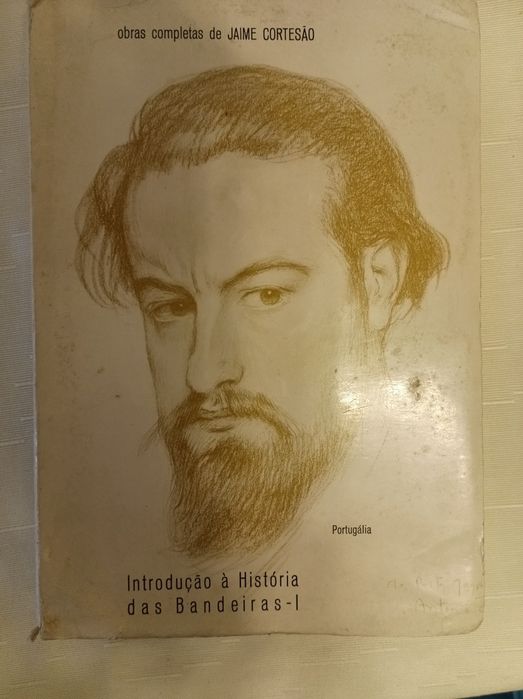 obras completas de JAIME CORTESÃO
Portugália
Introdução à História
das Bandeiras-I